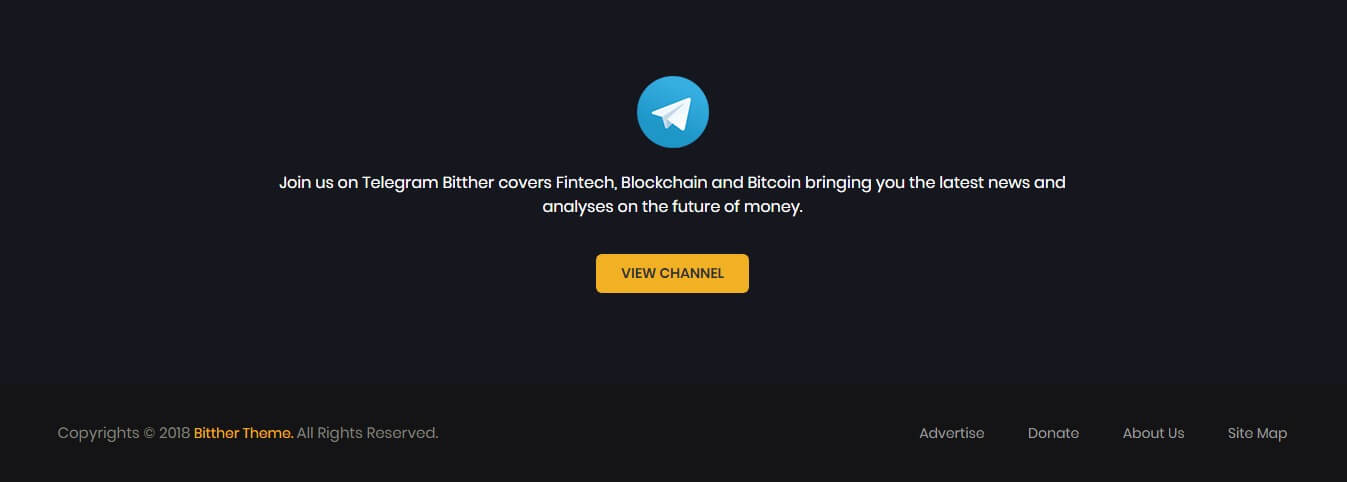 Join us on Telegram Bitther covers Fintech, Blockchain and Bitcoin bringing you the latest news and
analyses on the future of money.
VIEW CHANNEL
Copyrights © 2018 Bitther Theme. All Rights Reserved.
Advertise
Donate
About Us
Site Map